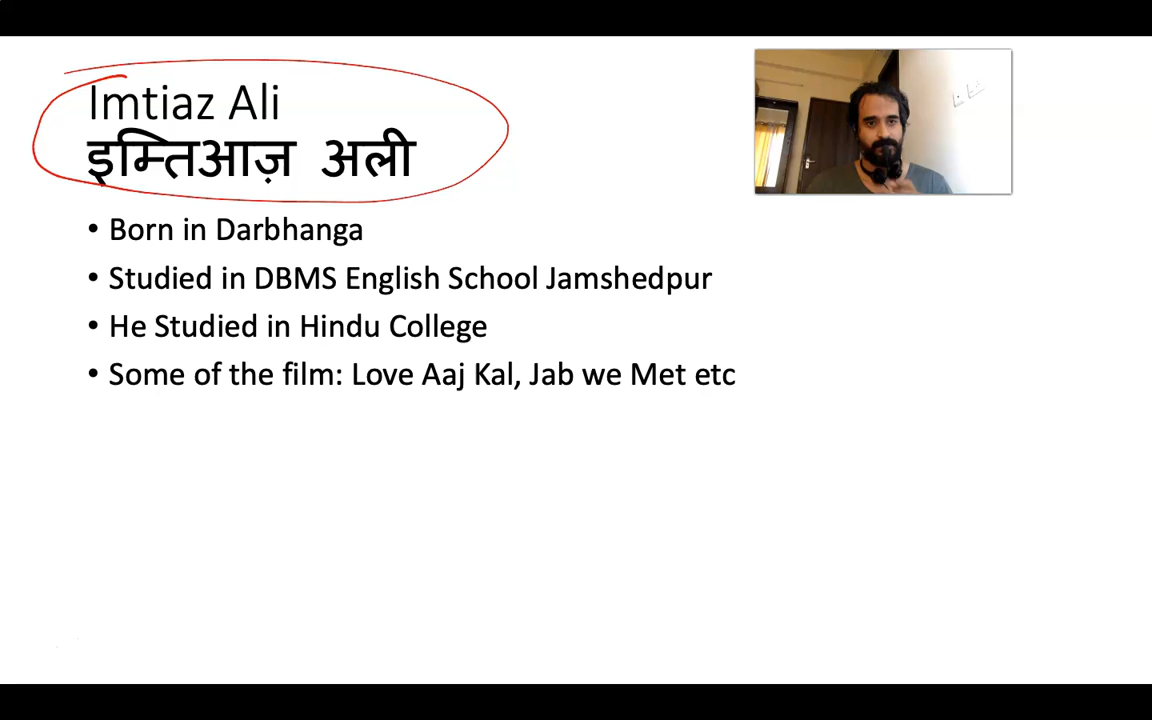 Imtiaz Ali
इम्तिआज़ अली
• Born in Darbhanga
• Studied in DBMS English School Jamshedpur
• He Studied in Hindu College
• Some of the film: Love Aaj Kal, Jab we Met etc